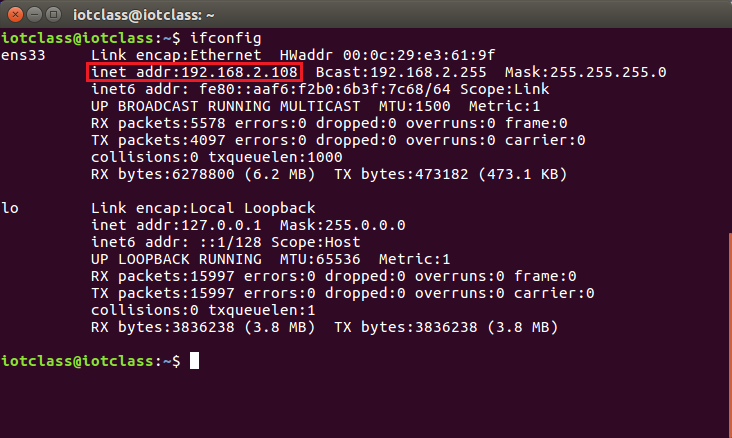 iotclass@iotclass: ~
iotclass@iotclass:~$ ifconfig
ens33     Link encap:Ethernet  HWaddr 00:0c:29:e3:61:9f
          inet addr:192.168.2.108  Bcast:192.168.2.255  Mask:255.255.255.0
          inet6 addr: fe80::aaf6:f2b0:6b3f:7c68/64 Scope:Link
          UP BROADCAST RUNNING MULTICAST  MTU:1500  Metric:1
          RX packets:5578 errors:0 dropped:0 overruns:0 frame:0
          TX packets:4097 errors:0 dropped:0 overruns:0 carrier:0
          collisions:0 txqueuelen:1000
          RX bytes:6278800 (6.2 MB)  TX bytes:473182 (473.1 KB)
lo        Link encap:Local Loopback
          inet addr:127.0.0.1  Mask:255.0.0.0
          inet6 addr: ::1/128 Scope:Host
          UP LOOPBACK RUNNING  MTU:65536  Metric:1
          RX packets:15997 errors:0 dropped:0 overruns:0 frame:0
          TX packets:15997 errors:0 dropped:0 overruns:0 carrier:0
          collisions:0 txqueuelen:1
          RX bytes:3836238 (3.8 MB)  TX bytes:3836238 (3.8 MB)
iotclass@iotclass:~$